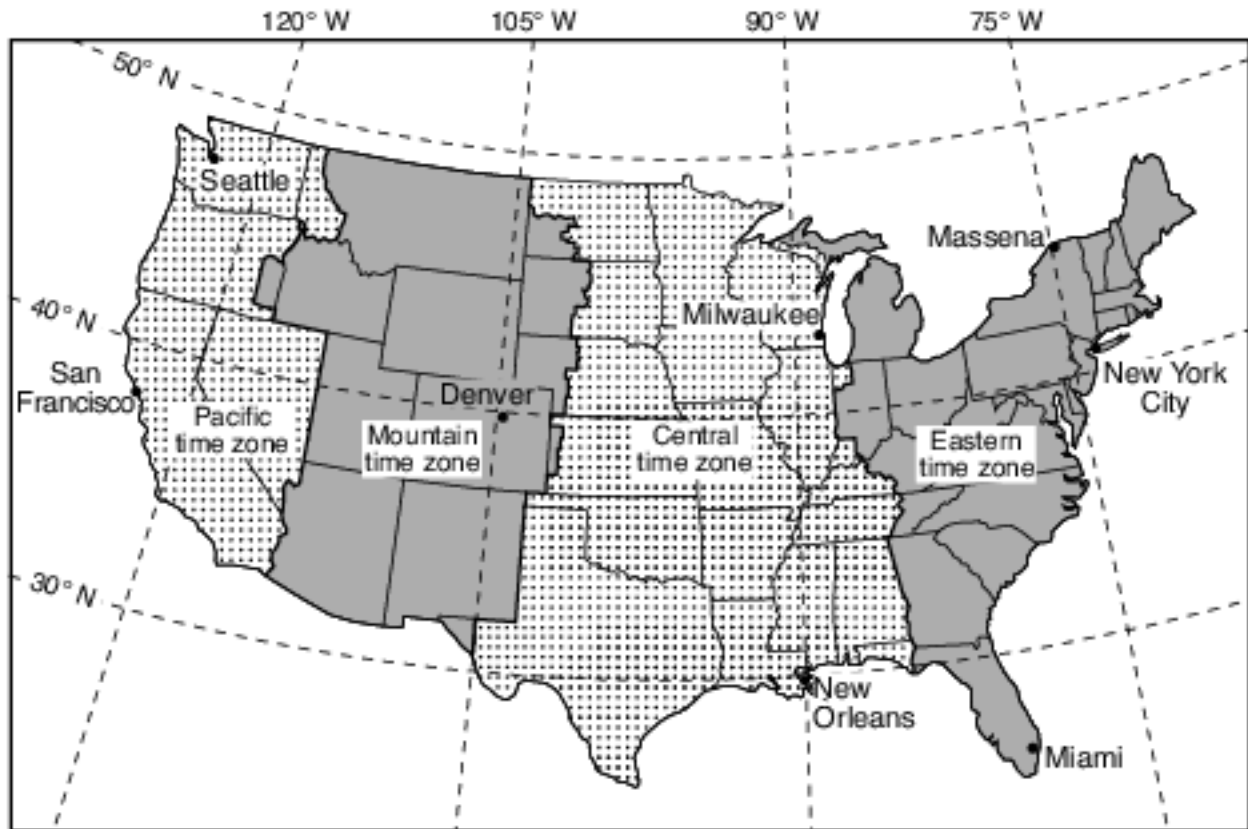 120° W
105° W
90° W
75° W
50° N
Seattle
Massena
40° N
Milwaukee
San
Francisco
New York
City
Denver
Pacific
time zone
Mountain
time zone
Central
time zone
Eastern
time zone
30° N
New
Orleans
Miami